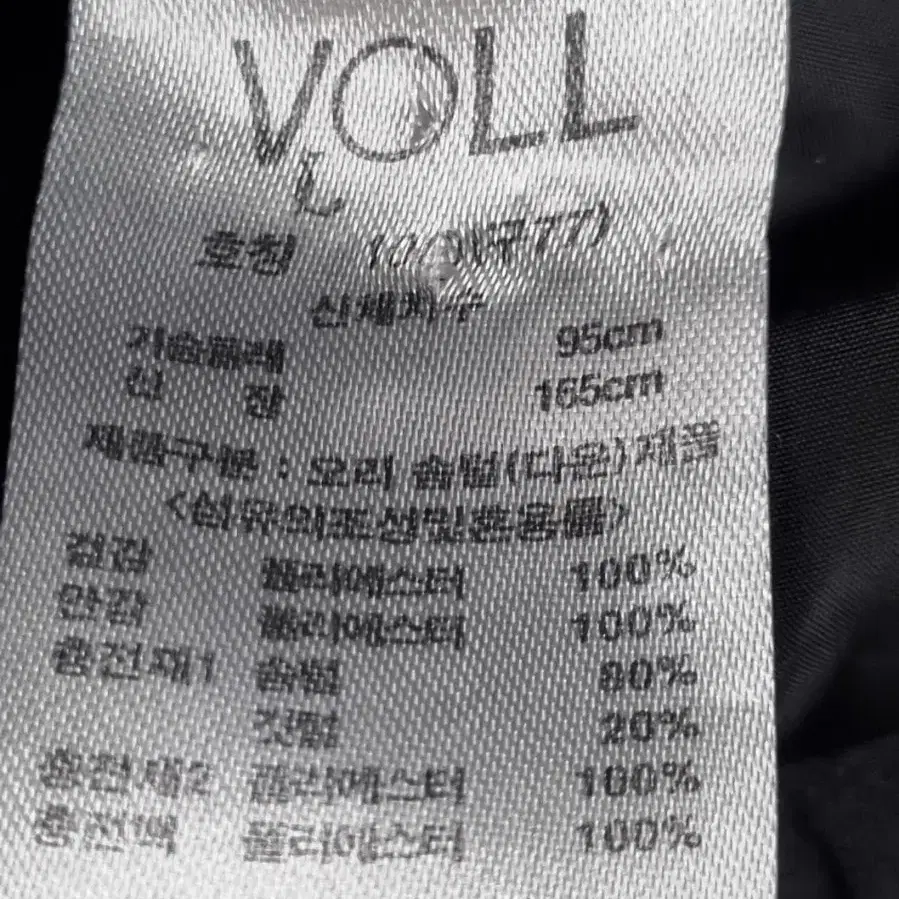 VOLL
호칭 100(구77)
신체치수
가슴둘레 95cm
신 장 165cm
제품구분 : 오리 솜털(다운)제품
<섬유의조성및혼용률>
겉감 폴리에스터 100%
안감 폴리에스터 100%
충전재1 솜털 80%
깃털 20%
충전재2 폴리에스터 100%
충전백 폴리에스터 100%